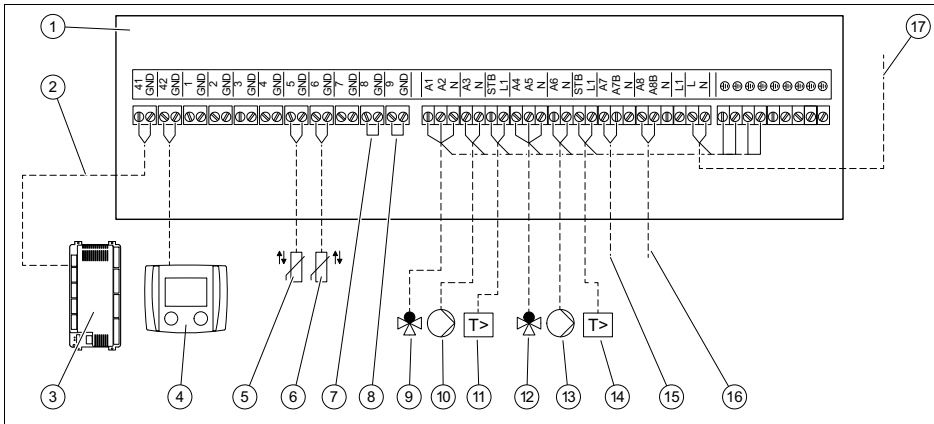 1
17
41 GND 42 GND 1 GND 2 GND 3 GND 4 GND 5 GND 6 GND 7 GND 8 GND 9 GND A1 A2 N A3 N STB L1 A4 A5 N A6 N STB L1 A7 A7B N A8 A8B N L1 L N
2
T>
T>
3 4 5 6 7 8 9 10 11 12 13 14 15 16